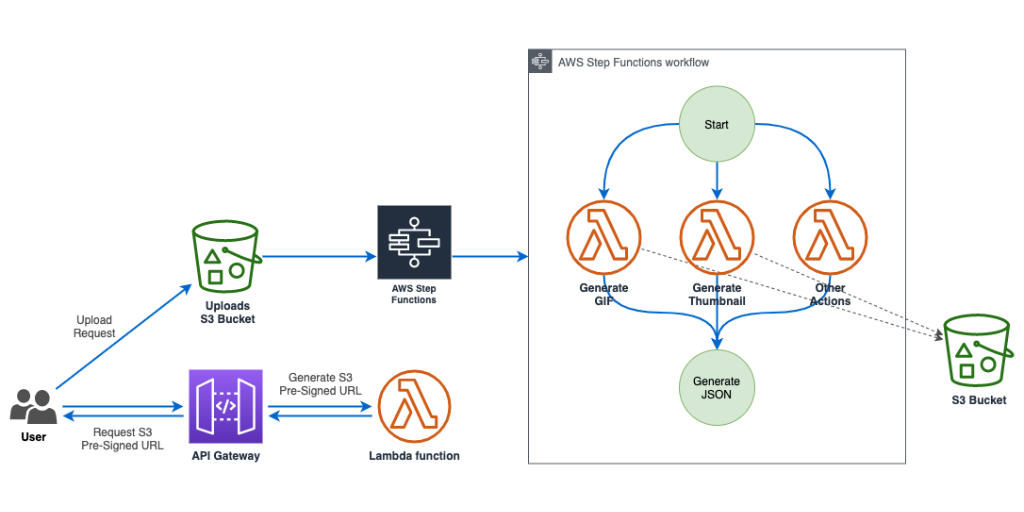 AWS Step Functions workflow
Start
Generate
GIF
Generate
Thumbnail
Other
Actions
Generate
JSON
S3 Bucket
AWS Step
Functions
Uploads
S3 Bucket
Upload
Request
User
Request S3
Pre-Signed URL
</>
API Gateway
Generate S3
Pre-Signed URL
Lambda function